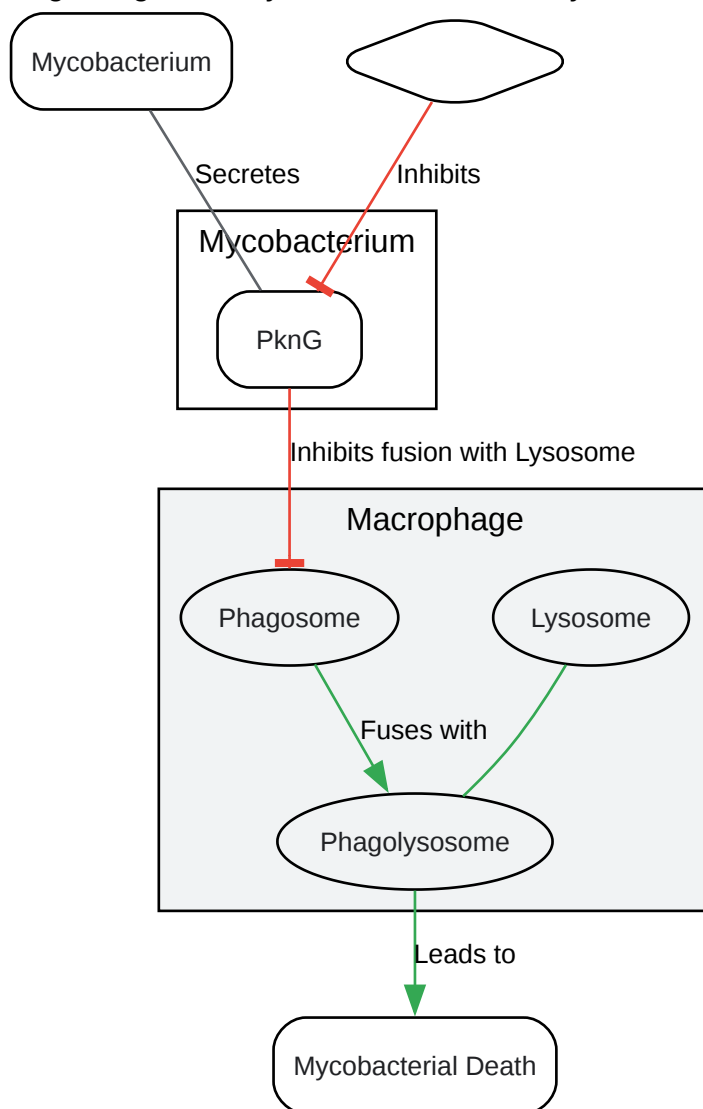 Mycobacterium
Secretes
Inhibits
Mycobacterium
PknG
Inhibits fusion with Lysosome
Macrophage
Phagosome
Lysosome
Fuses with
Phagolysosome
Leads to
Mycobacterial Death